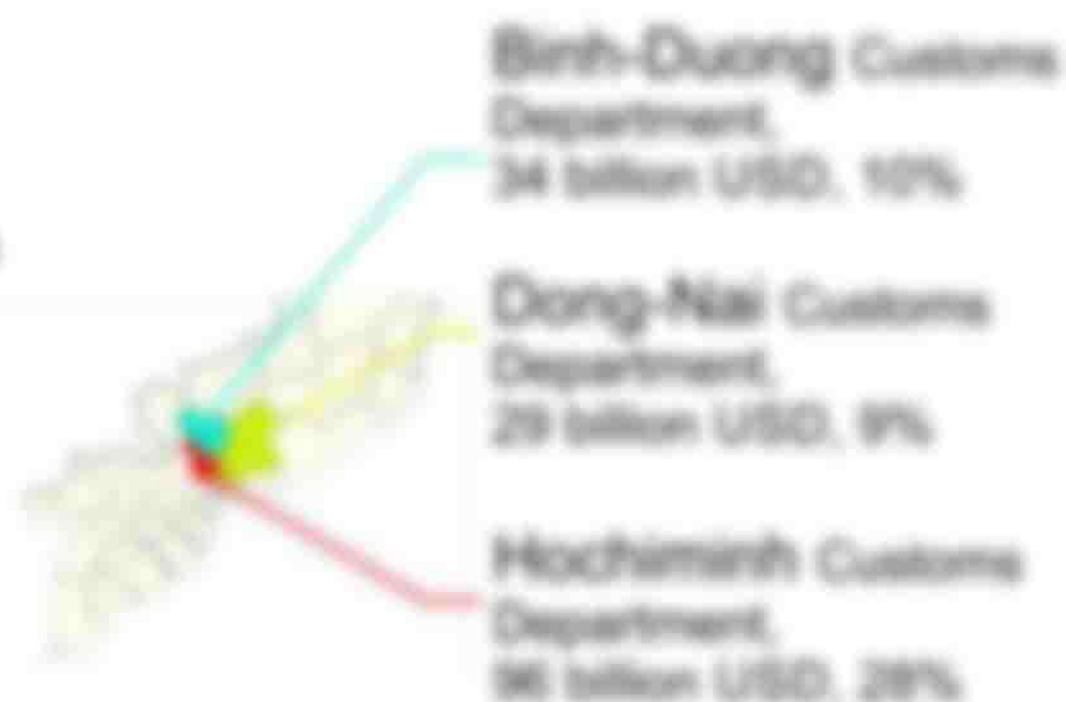 Binh-Duong Customs
Department,
34 billion USD, 10%
Dong-Nai Customs
Department,
29 billion USD, 9%
Hochiminh Customs
Department,
96 billion USD, 28%